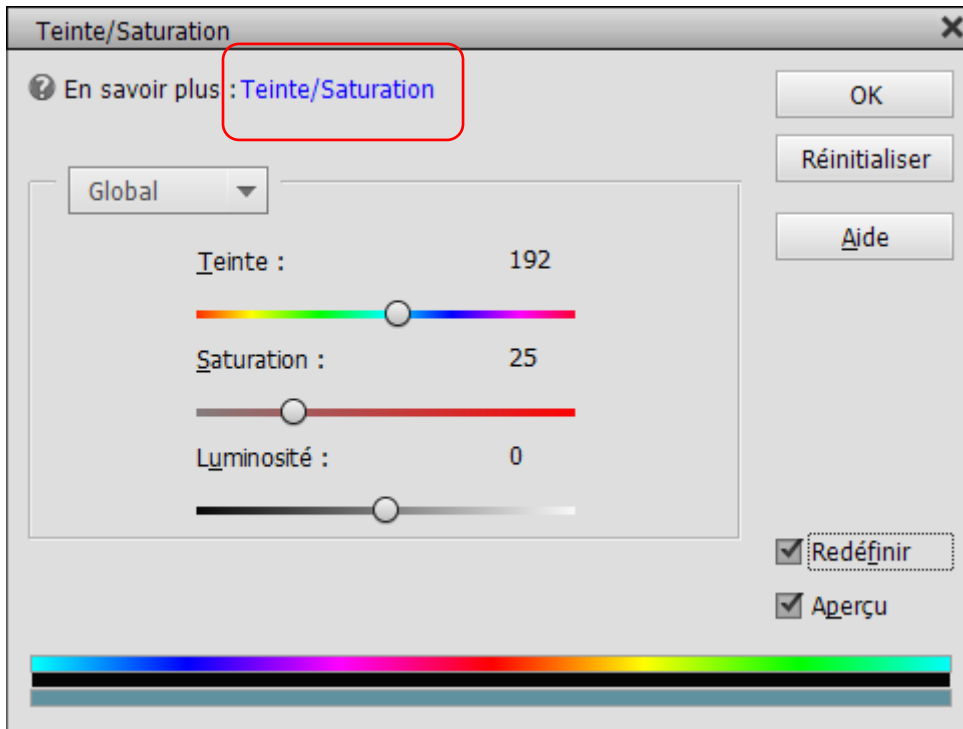 Teinte/Saturation
En savoir plus : Teinte/Saturation
OK
Réinitialiser
Aide
Global
Teinte : 192
Saturation : 25
Luminosité : 0
Redéfinir
Aperçu